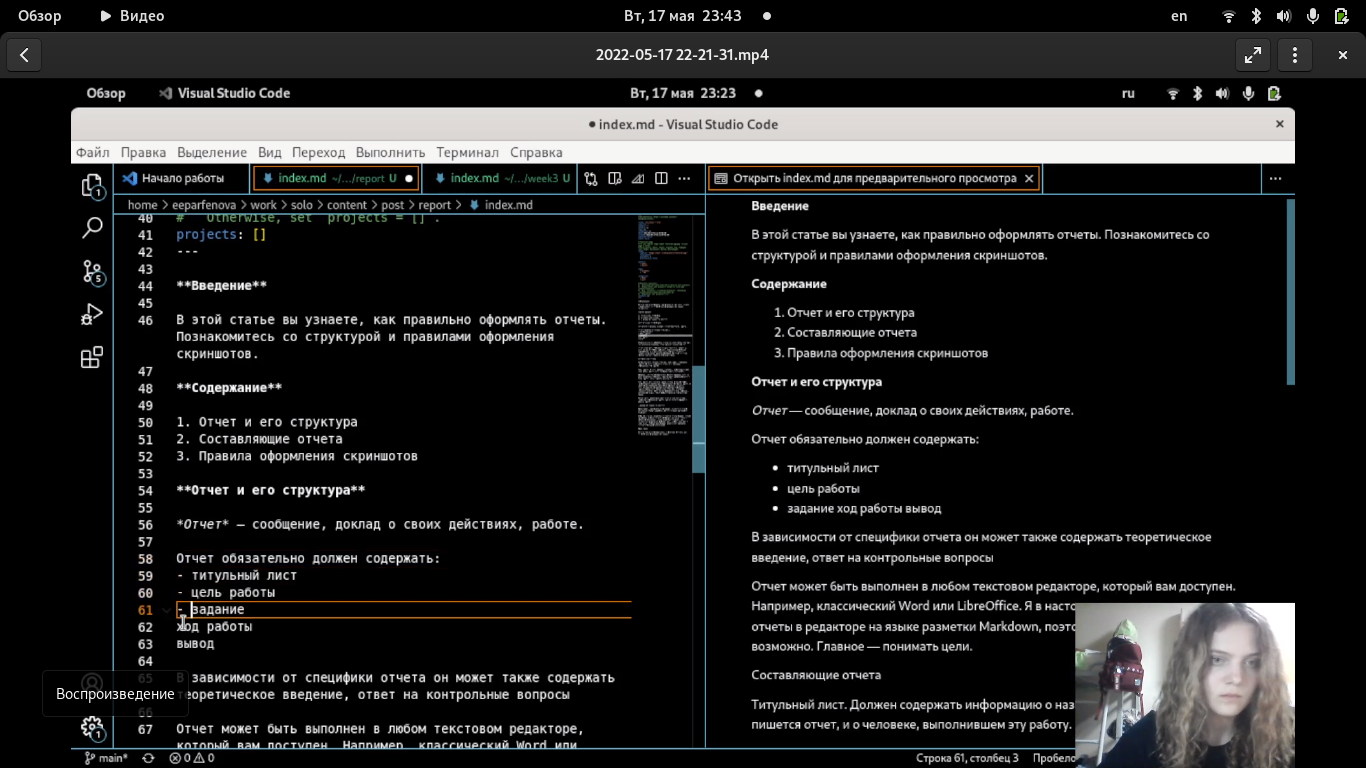 Обзор Видео Вт, 17 мая 23:43 en
2022-05-17 22-21-31.mp4
Обзор Visual Studio Code Вт, 17 мая 23:23 ru
index.md - Visual Studio Code
Файл Правка Выделение Вид Переход Выполнить Терминал Справка
Начало работы index.md ~/.../report U index.md ~/.../week3 U
Открыть index.md для предварительного просмотра
home > eeparfenova > work > solo > content > post > report > index.md
40 # Otherwise, set `projects = []`.
41 projects: []
42 ---
43
44 **Введение**
45
46 В этой статье вы узнаете, как правильно оформлять отчеты.
Познакомитесь со структурой и правилами оформления
скриншотов.
47
48 **Содержание**
49
50 1. Отчет и его структура
51 2. Составляющие отчета
52 3. Правила оформления скриншотов
53
54 **Отчет и его структура**
55
56 *Отчет* — сообщение, доклад о своих действиях, работе.
57
58 Отчет обязательно должен содержать:
59 - титульный лист
60 - цель работы
61 - задание
62 ход работы
63 вывод
64
65 В зависимости от специфики отчета он может также содержать
теоретическое введение, ответ на контрольные вопросы
66
67 Отчет может быть выполнен в любом текстовом редакторе,
который вам доступен. Например, классический Word или
Введение
В этой статье вы узнаете, как правильно оформлять отчеты. Познакомитесь со
структурой и правилами оформления скриншотов.
Содержание
1. Отчет и его структура
2. Составляющие отчета
3. Правила оформления скриншотов
Отчет и его структура
Отчет — сообщение, доклад о своих действиях, работе.
Отчет обязательно должен содержать:
• титульный лист
• цель работы
• задание ход работы вывод
В зависимости от специфики отчета он может также содержать теоретическое
введение, ответ на контрольные вопросы
Отчет может быть выполнен в любом текстовом редакторе, который вам доступен.
Например, классический Word или LibreOffice. Я в
отчеты в редакторе на языке разметки Markdown,
возможно. Главное — понимать цели.
Составляющие отчета
Титульный лист. Должен содержать информацию о
пишется отчет, и о человеке, выполнившем эту работу.
Воспроизведение
main* 0 0 Строка 61, столбец 3